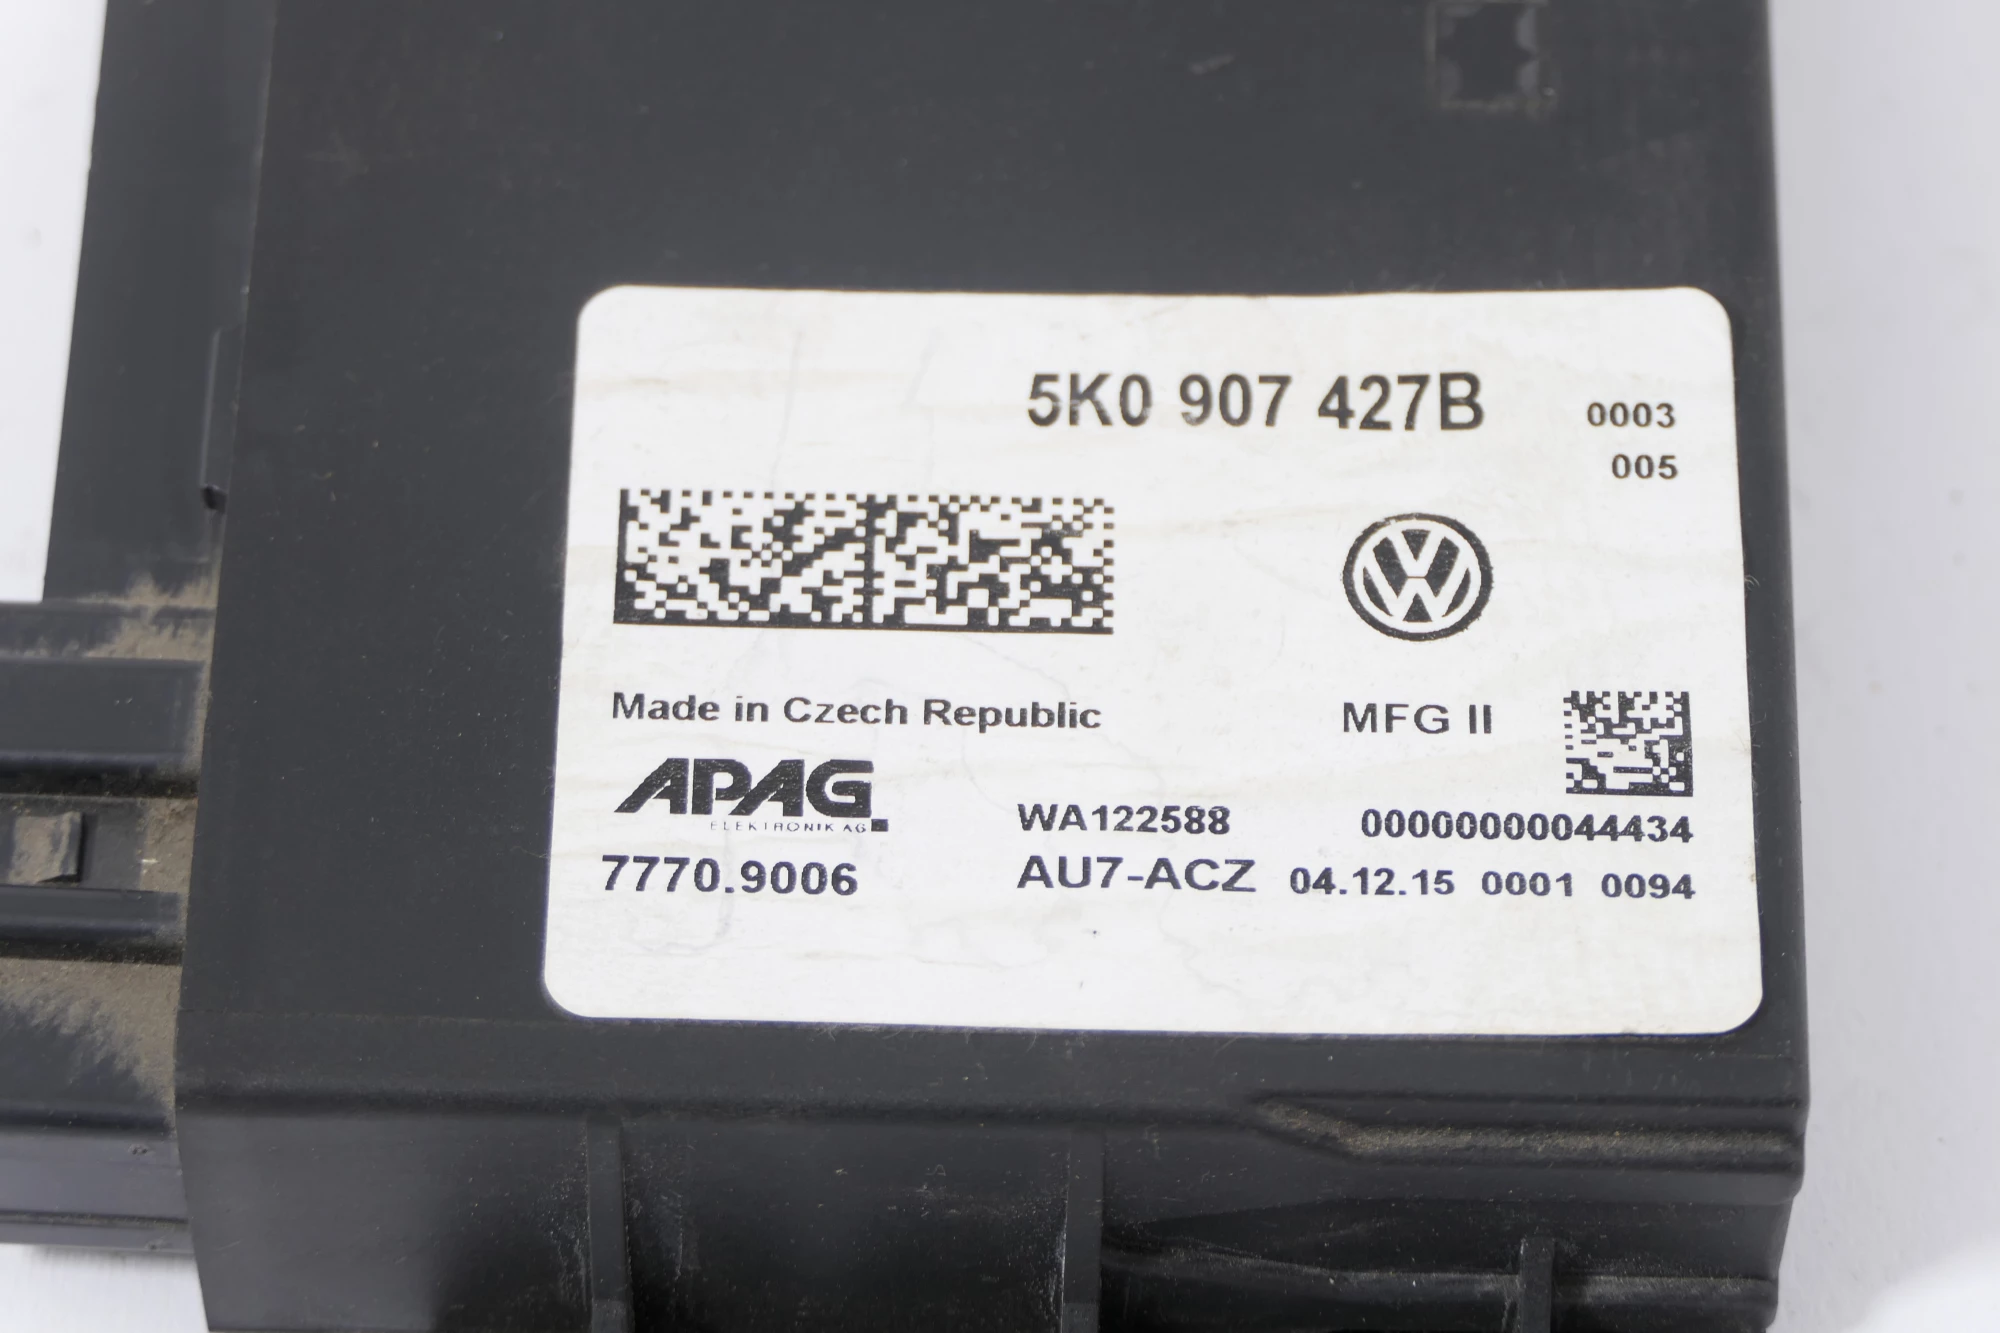 5K0 907 427B 0003
005
Made in Czech Republic
MFG II
APAG
ELEKTRONIK AG
WA122588 00000000044434
7770.9006 AU7-ACZ 04.12.15 0001 0094